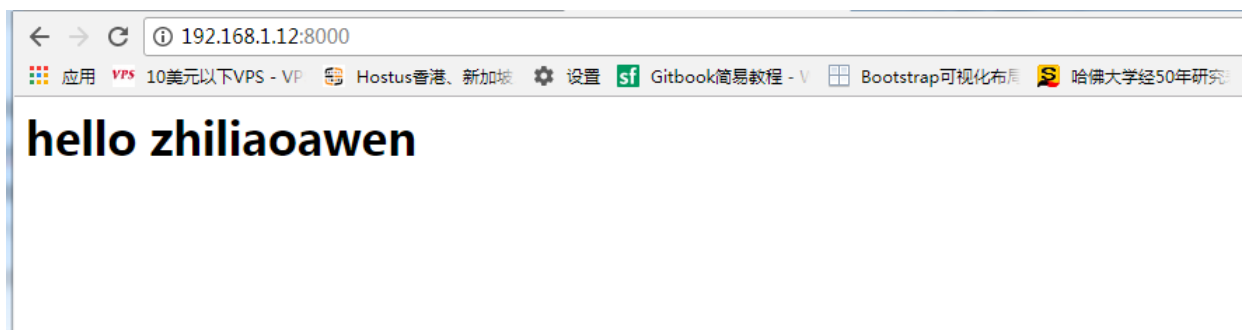 192.168.1.12:8000
应用 VPS 10美元以下VPS - VP Hostus香港、新加坡 设置 sf Gitbook简易教程 - Bootstrap可视化布局 哈佛大学经50年研究
hello zhiliaoawen